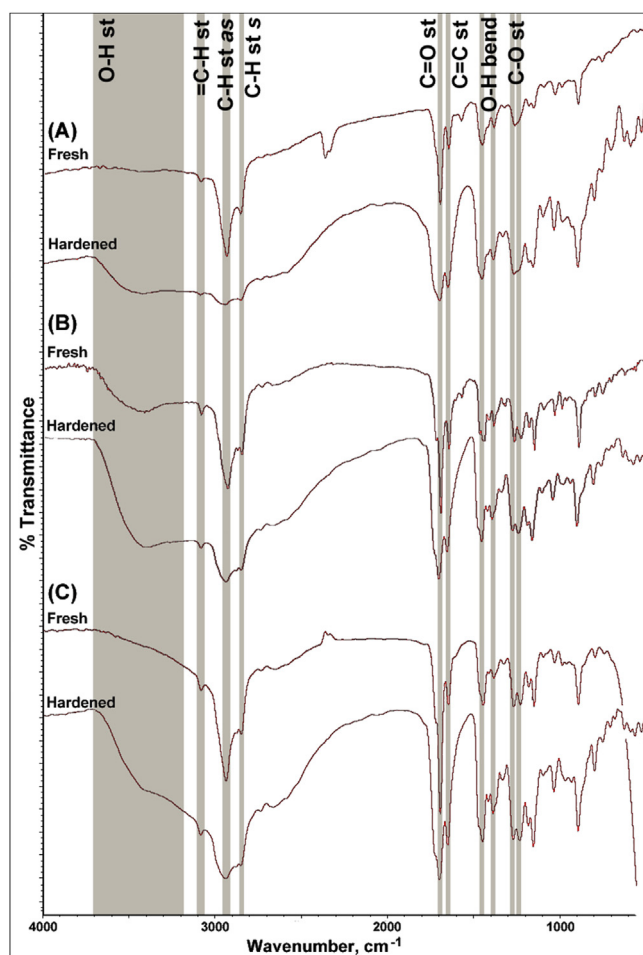 O-H st
=C-H st
C-H st as
C-H st s
C=O st
C=C st
O-H bend
C-O st
(A)
Fresh
Hardened
(B)
Fresh
Hardened
(C)
Fresh
Hardened
% Transmittance
4000 3000 2000 1000
Wavenumber, cm⁻¹